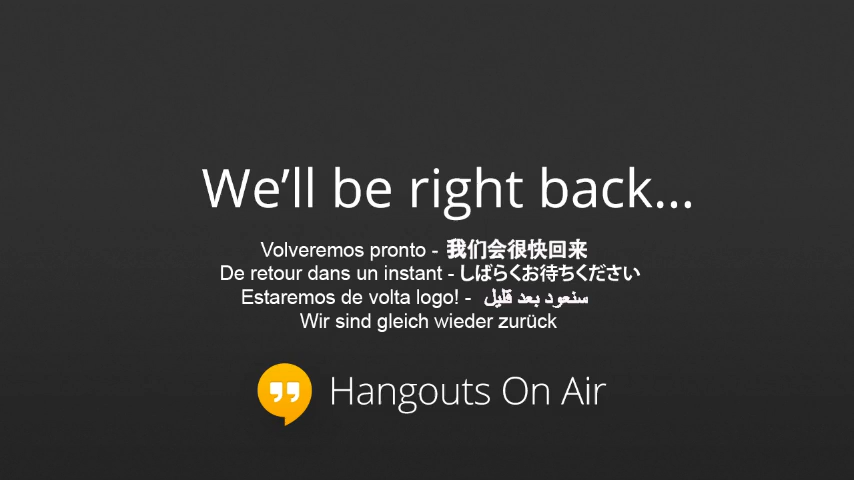 We'll be right back...
Volveremos pronto - 我们会很快回来
De retour dans un instant - しばらくお待ちください
Estaremos de volta logo! - سنعود بعد قليل
Wir sind gleich wieder zurück
Hangouts On Air